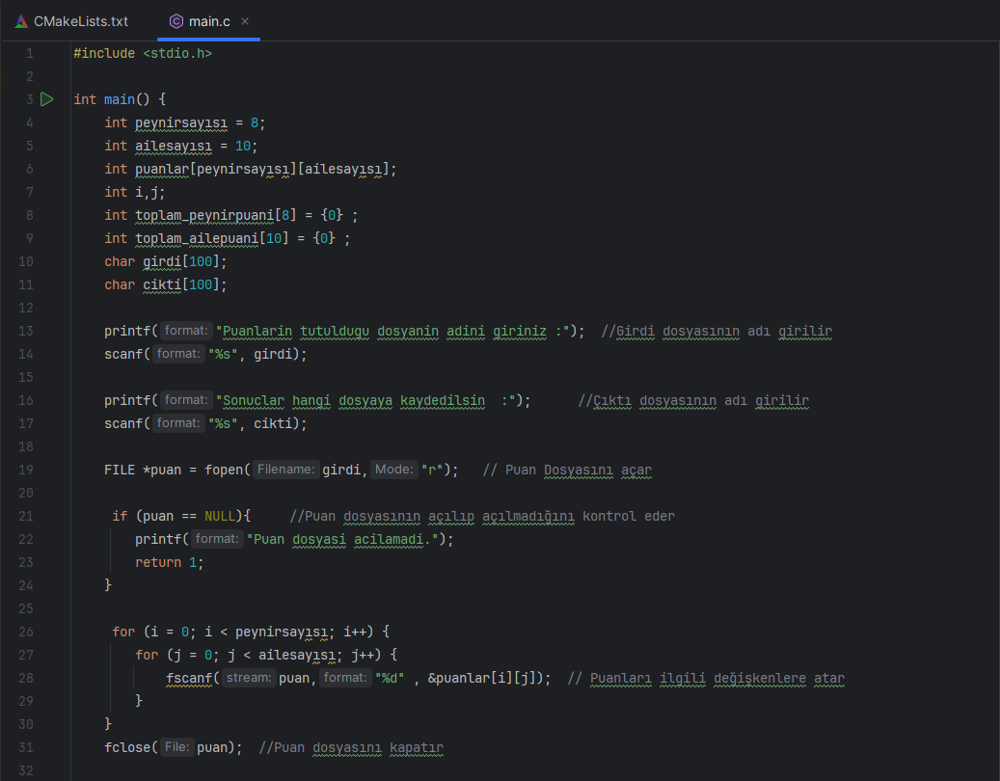 CMakeLists.txt main.c ×
1 #include <stdio.h>
2
3 int main() {
4 int peynirsayısı = 8;
5 int ailesayısı = 10;
6 int puanlar[peynirsayısı][ailesayısı];
7 int i,j;
8 int toplam_peynirpuani[8] = {0} ;
9 int toplam_ailepuani[10] = {0} ;
10 char girdi[100];
11 char cikti[100];
12
13 printf( format: "Puanlarin tutuldugu dosyanin adini giriniz :"); //Girdi dosyasının adı girilir
14 scanf( format: "%s", girdi);
15
16 printf( format: "Sonuclar hangi dosyaya kaydedilsin  :"); //Çıktı dosyasının adı girilir
17 scanf( format: "%s", cikti);
18
19 FILE *puan = fopen( Filename: girdi, Mode: "r"); // Puan Dosyasını açar
20
21 if (puan == NULL){ //Puan dosyasının açılıp açılmadığını kontrol eder
22 printf( format: "Puan dosyasi acilamadi.");
23 return 1;
24 }
25
26 for (i = 0; i < peynirsayısı; i++) {
27 for (j = 0; j < ailesayısı; j++) {
28 fscanf( stream: puan, format: "%d" , &puanlar[i][j]); // Puanları ilgili değişkenlere atar
29 }
30 }
31 fclose( File: puan); //Puan dosyasını kapatır
32